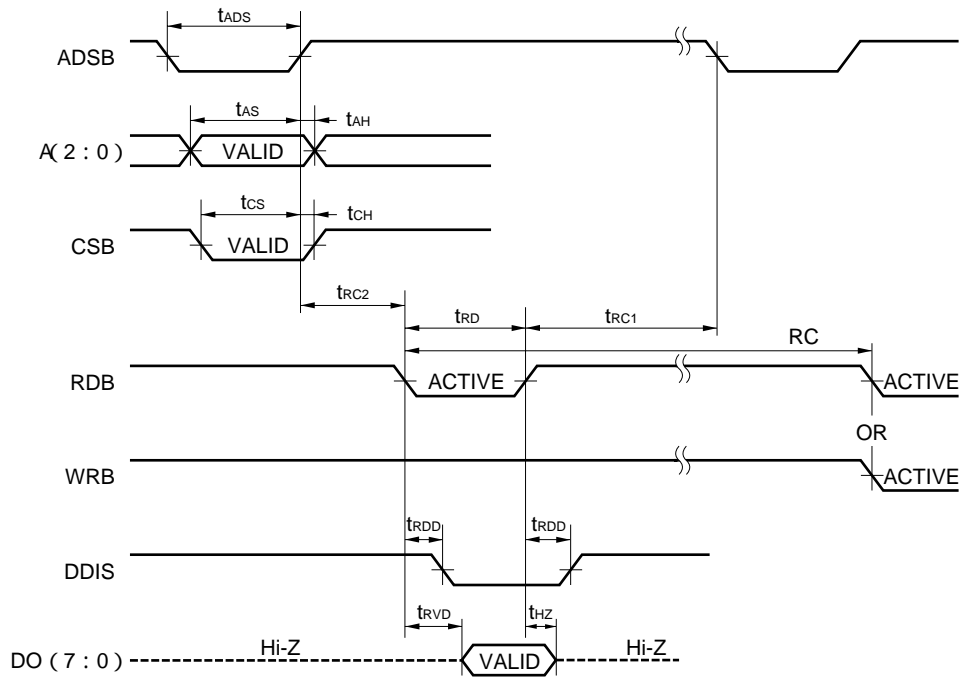 tADS
ADSB
tAS
tAH
A( 2 : 0 )
VALID
tCS
tCH
CSB
VALID
tRC2
tRD
tRC1
RC
RDB
ACTIVE
ACTIVE
OR
WRB
ACTIVE
tRDD
tRDD
DDIS
tRVD
tHZ
DO ( 7 : 0 )
Hi-Z
VALID
Hi-Z